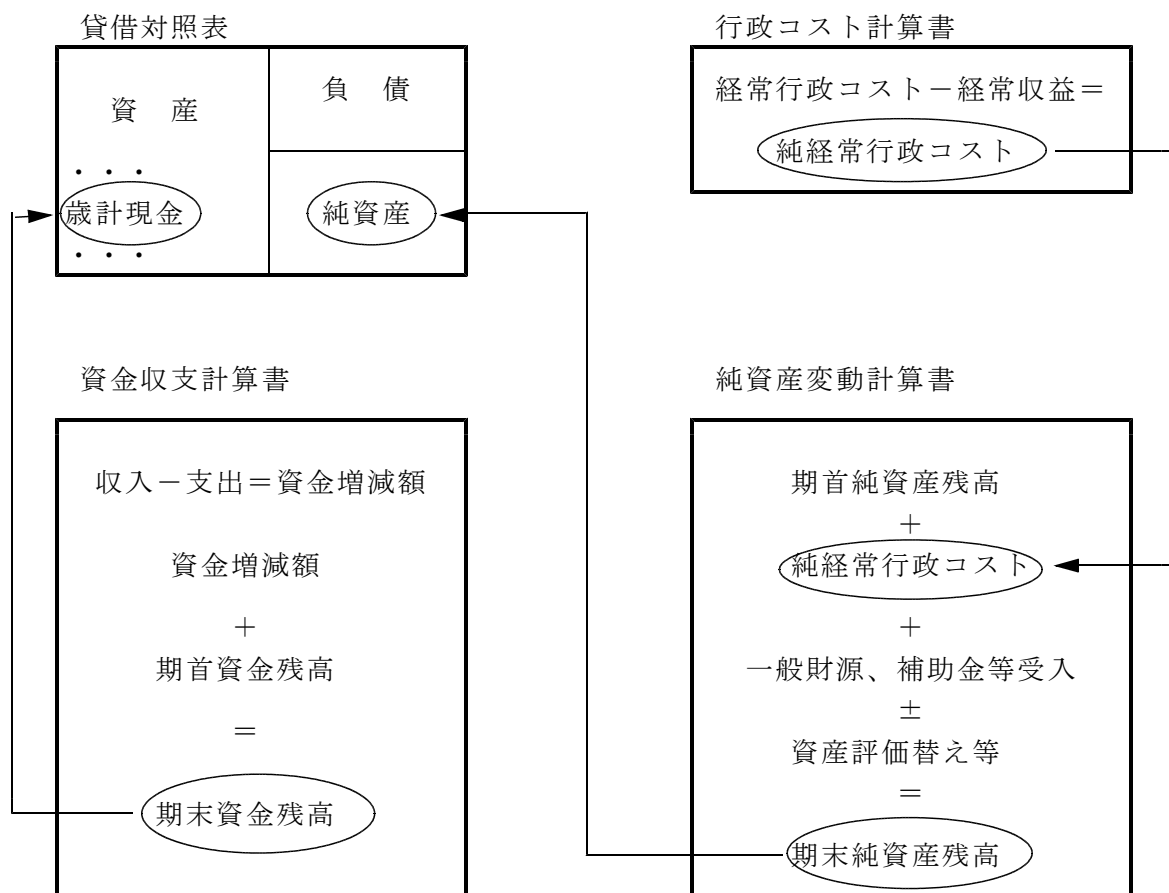 貸借対照表
資　産
負　債
・・・
歳計現金
・・・
純資産
行政コスト計算書
経常行政コスト－経常収益＝
純経常行政コスト
資金収支計算書
収入－支出＝資金増減額
資金増減額
＋
期首資金残高
＝
期末資金残高
純資産変動計算書
期首純資産残高
＋
純経常行政コスト
＋
一般財源、補助金等受入
±
資産評価替え等
＝
期末純資産残高